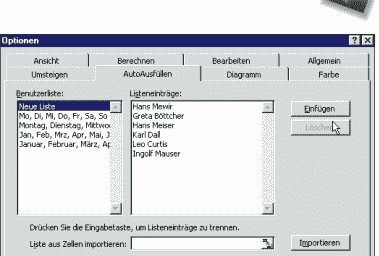 Optionen
Ansicht Berechnen Bearbeiten Allgemein
Umsteigen AutoAusfüllen Diagramm Farbe
Benutzerliste: Listeneinträge:
Neue Liste Hans Mewir Einfügen
Mo, Di, Mi, Do, Fr, Sa, So Greta Böttcher
Montag, Dienstag, Mittwoc Hans Meiser Löschen
Jan, Feb, Mrz, Apr, Mai, J Karl Dall
Januar, Februar, März, Ap Leo Curtis
Ingolf Mauser
Drücken Sie die Eingabetaste, um Listeneinträge zu trennen.
Liste aus Zellen importieren: Importieren